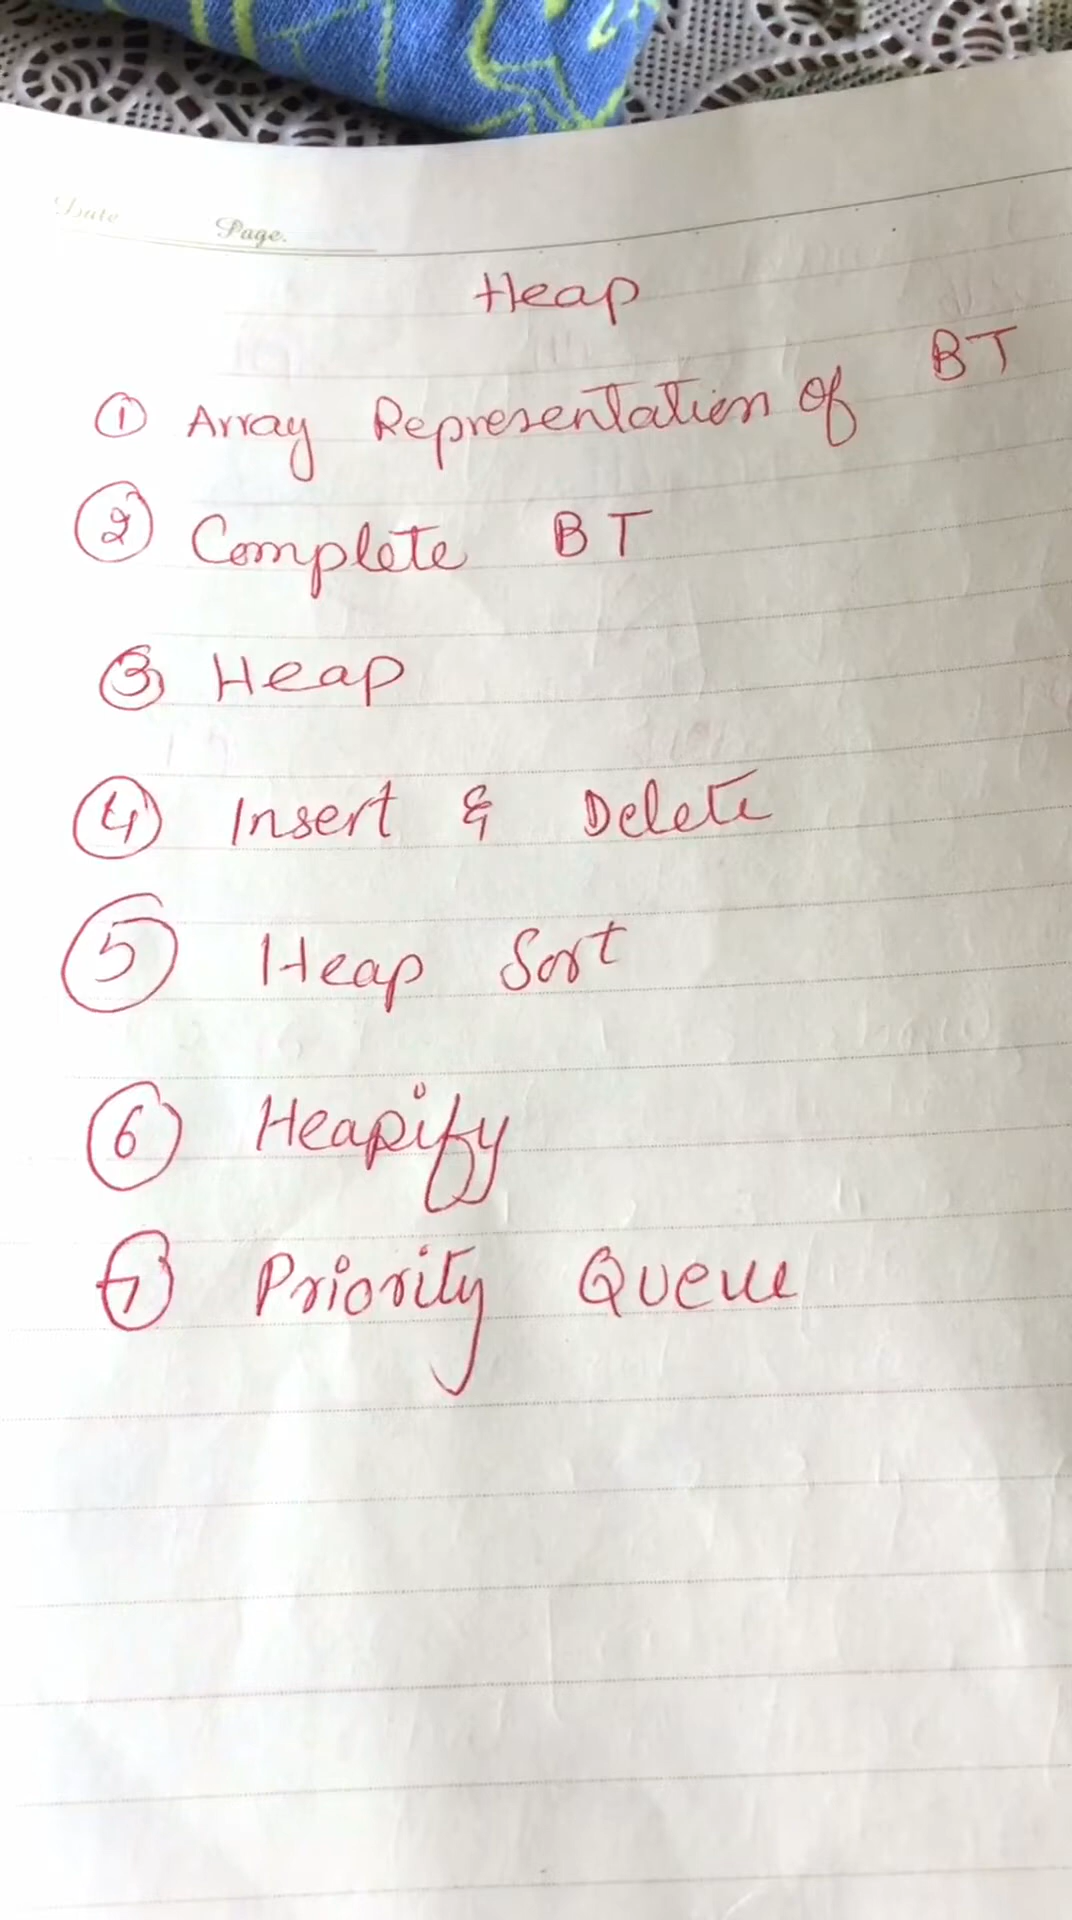 Date
Page.
Heap
① Array Representation of BT
② Complete BT
③ Heap
④ Insert & Delete
⑤ Heap Sort
⑥ Heapify
⑦ Priority Queue